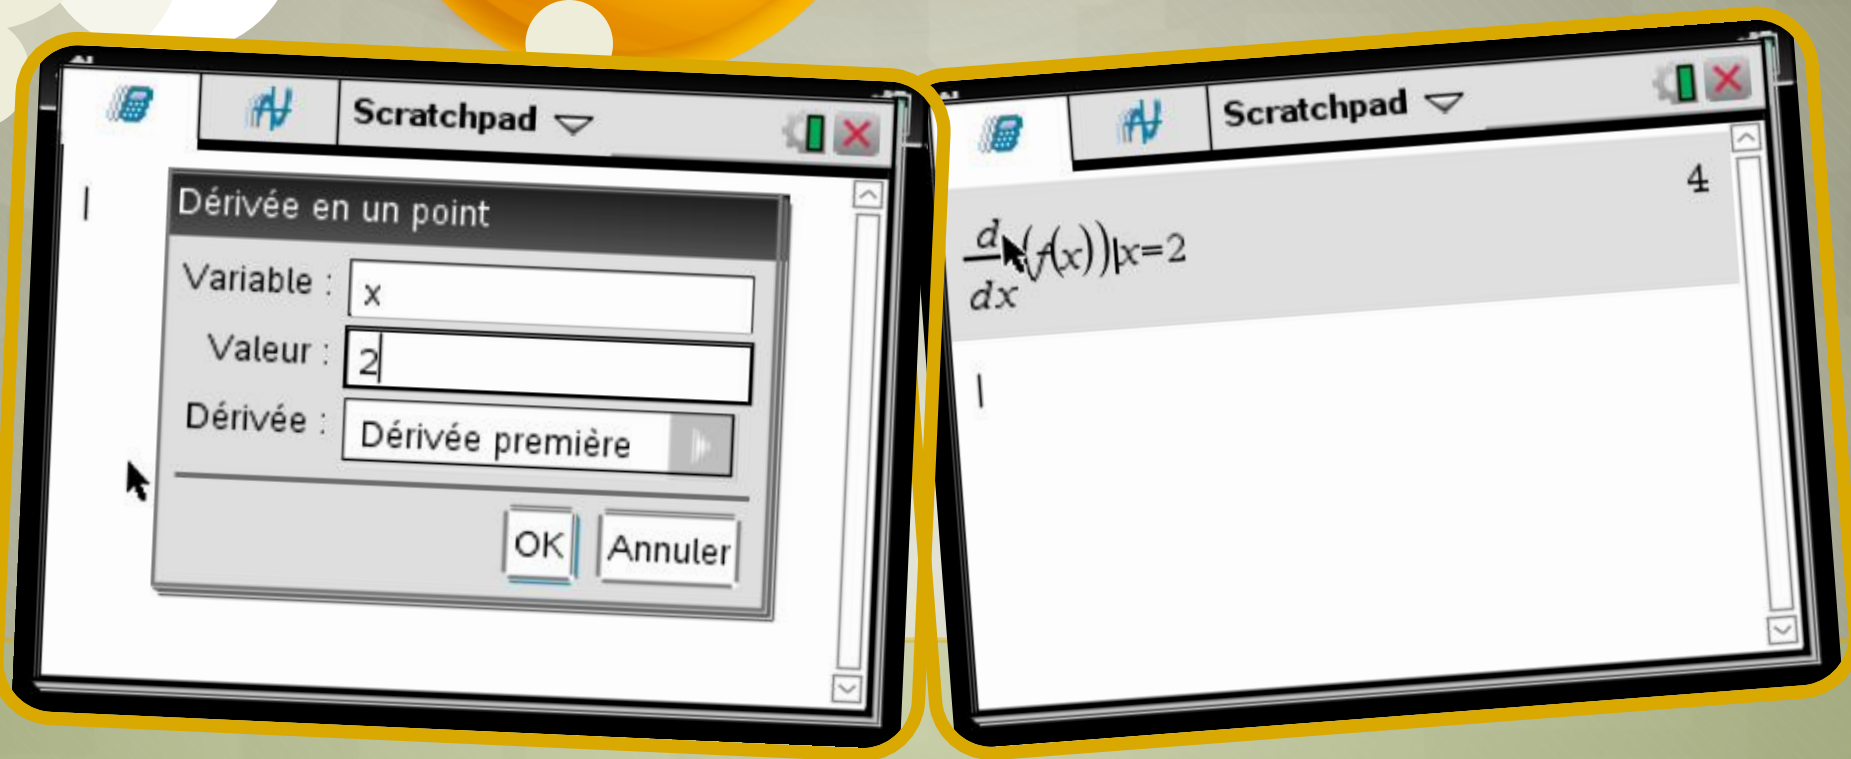 Scratchpad
Dérivée en un point
Variable : x
Valeur : 2
Dérivée : Dérivée première
OK Annuler
Scratchpad
4
d/dx (f(x))|x=2